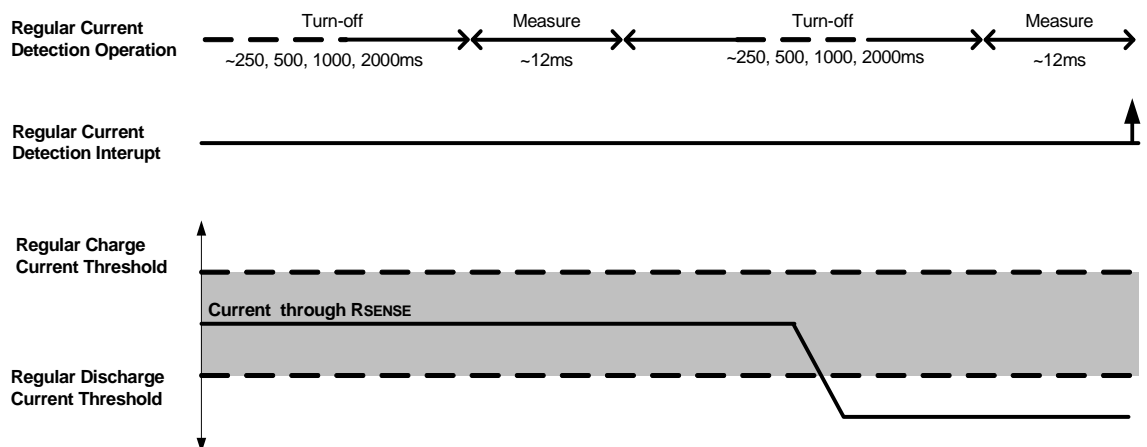 Regular Current
Detection Operation
Turn-off
Measure
Turn-off
Measure
~250, 500, 1000, 2000ms
~12ms
~250, 500, 1000, 2000ms
~12ms
Regular Current
Detection Interupt
Regular Charge
Current Threshold
Current through RSENSE
Regular Discharge
Current Threshold